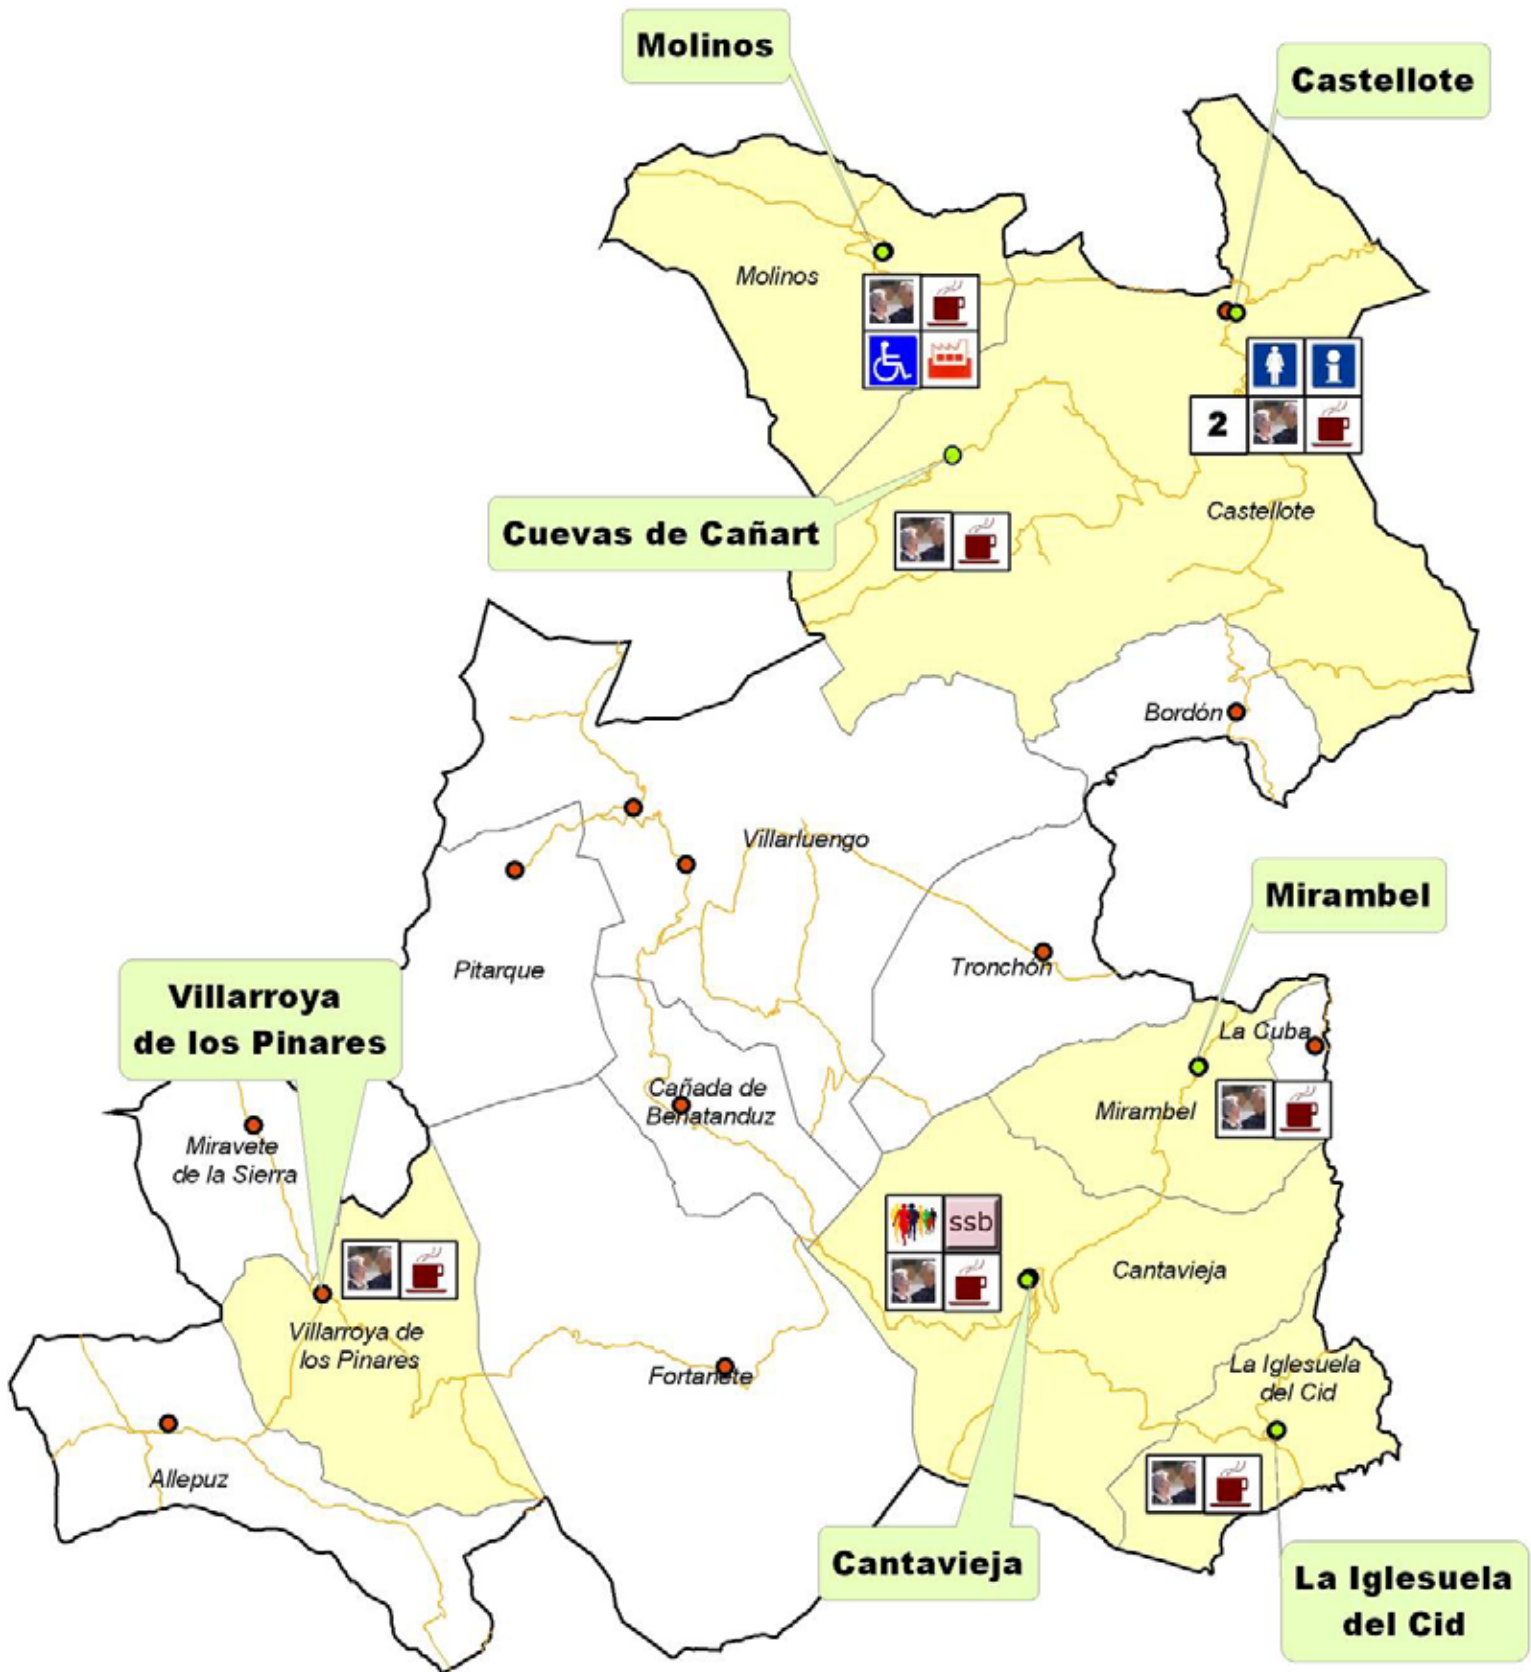 Molinos
Castellote
Molinos
2
Cuevas de Cañart
Castellote
Bordón
Villarluengo
Mirambel
Pitarque
Tronchón
Villarroya
de los Pinares
La Cuba
Cañada de
Benatanduz
Mirambel
Miravete
de la Sierra
ssb
Cantavieja
Villarroya de
los Pinares
Fortanete
La Iglesuela
del Cid
Allepuz
Cantavieja
La Iglesuela
del Cid